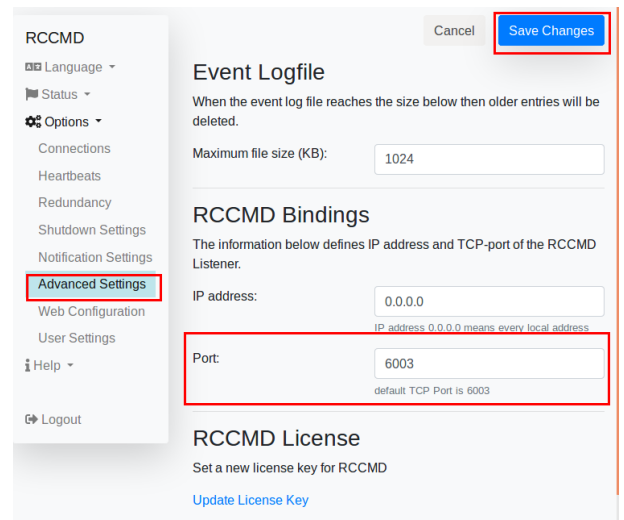 RCCMD
Language
Status
Options
Connections
Heartbeats
Redundancy
Shutdown Settings
Notification Settings
Advanced Settings
Web Configuration
User Settings
Help
Logout
Cancel
Save Changes
Event Logfile
When the event log file reaches the size below then older entries will be
deleted.
Maximum file size (KB):
1024
RCCMD Bindings
The information below defines IP address and TCP-port of the RCCMD
Listener.
IP address:
0.0.0.0
IP address 0.0.0.0 means every local address
Port:
6003
default TCP Port is 6003
RCCMD License
Set a new license key for RCCMD
Update License Key